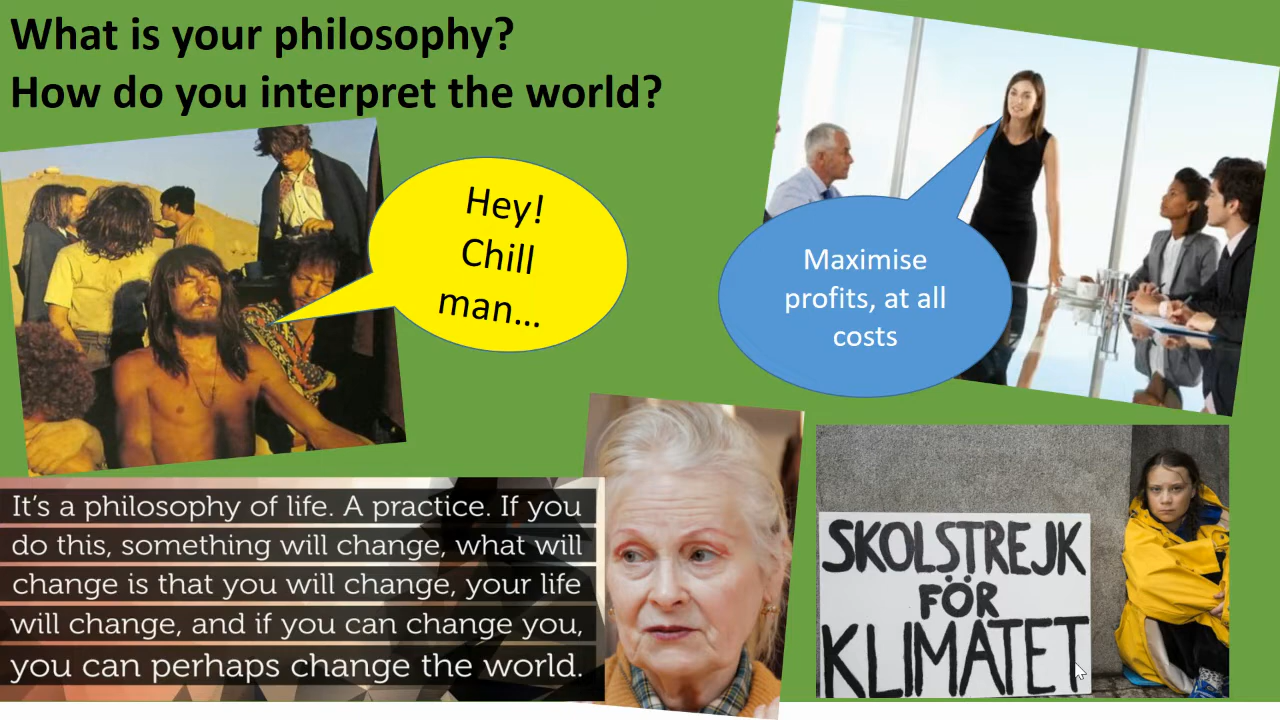 What is your philosophy?
How do you interpret the world?
Hey!
Chill
man...
Maximise
profits, at all
costs
It's a philosophy of life. A practice. If you
do this, something will change, what will
change is that you will change, your life
will change, and if you can change you,
you can perhaps change the world.
SKOLSTREJK
FÖR
KLIMATET